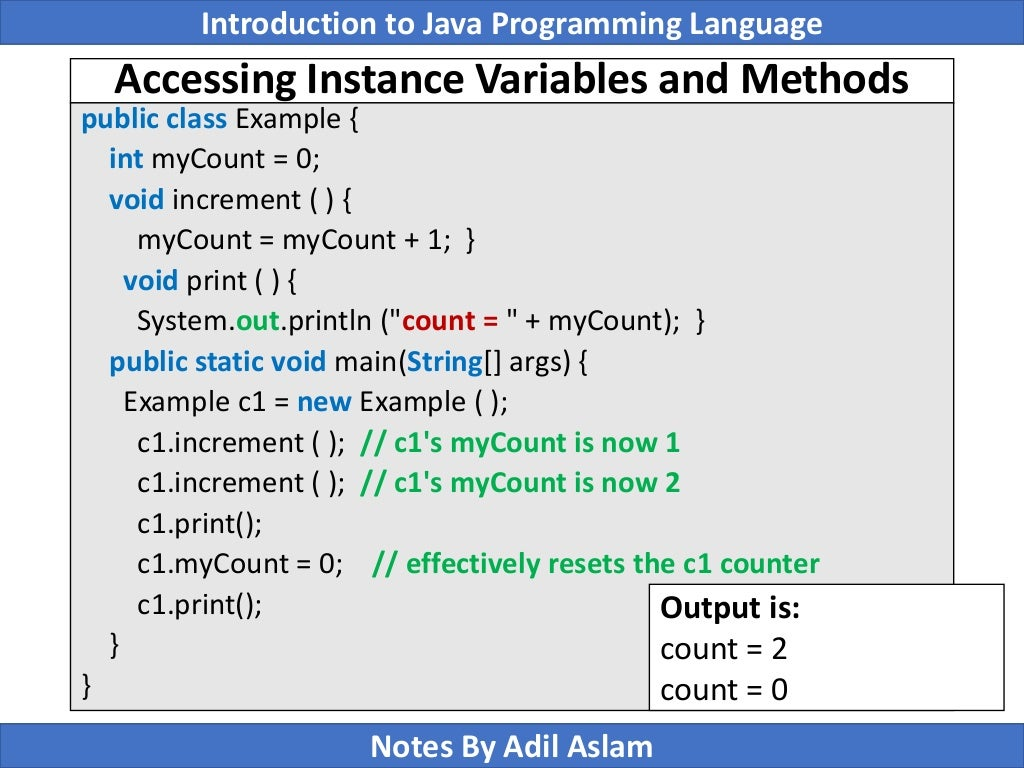 Introduction to Java Programming Language
Accessing Instance Variables and Methods
public class Example {
int myCount = 0;
void increment ( ) {
myCount = myCount + 1;  }
void print ( ) {
System.out.println ("count = " + myCount);  }
public static void main(String[] args) {
Example c1 = new Example ( );
c1.increment ( );  // c1's myCount is now 1
c1.increment ( );  // c1's myCount is now 2
c1.print();
c1.myCount = 0;    // effectively resets the c1 counter
c1.print();
}
}
Output is:
count = 2
count = 0
Notes By Adil Aslam